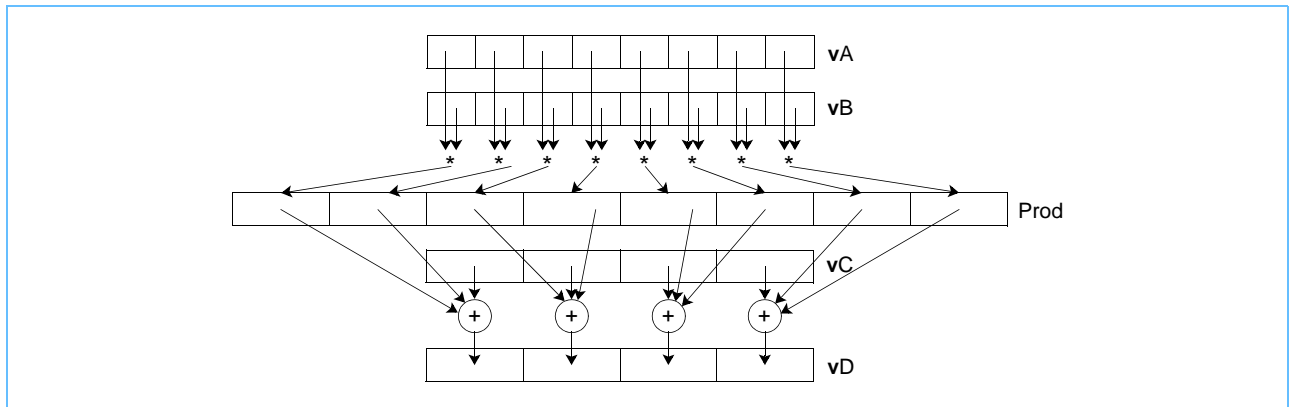 vA
vB
* * * * * * * *
Prod
vC
+ + + +
vD